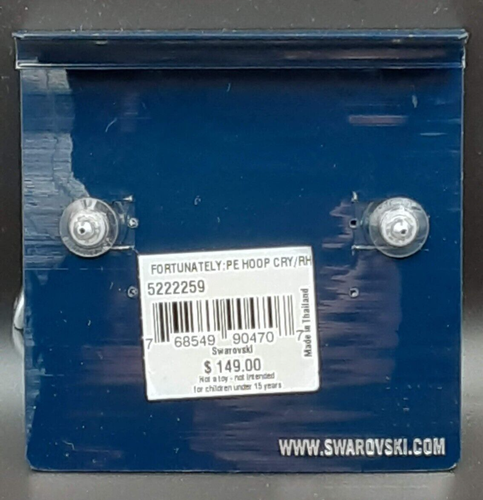 FORTUNATELY:PE HOOP CRY/RH
5222259
Made in Thailand
7 68549 90470 7
Swarovski
$ 149.00
Not a toy - not intended
for children under 15 years
WWW.SWAROVSKI.COM